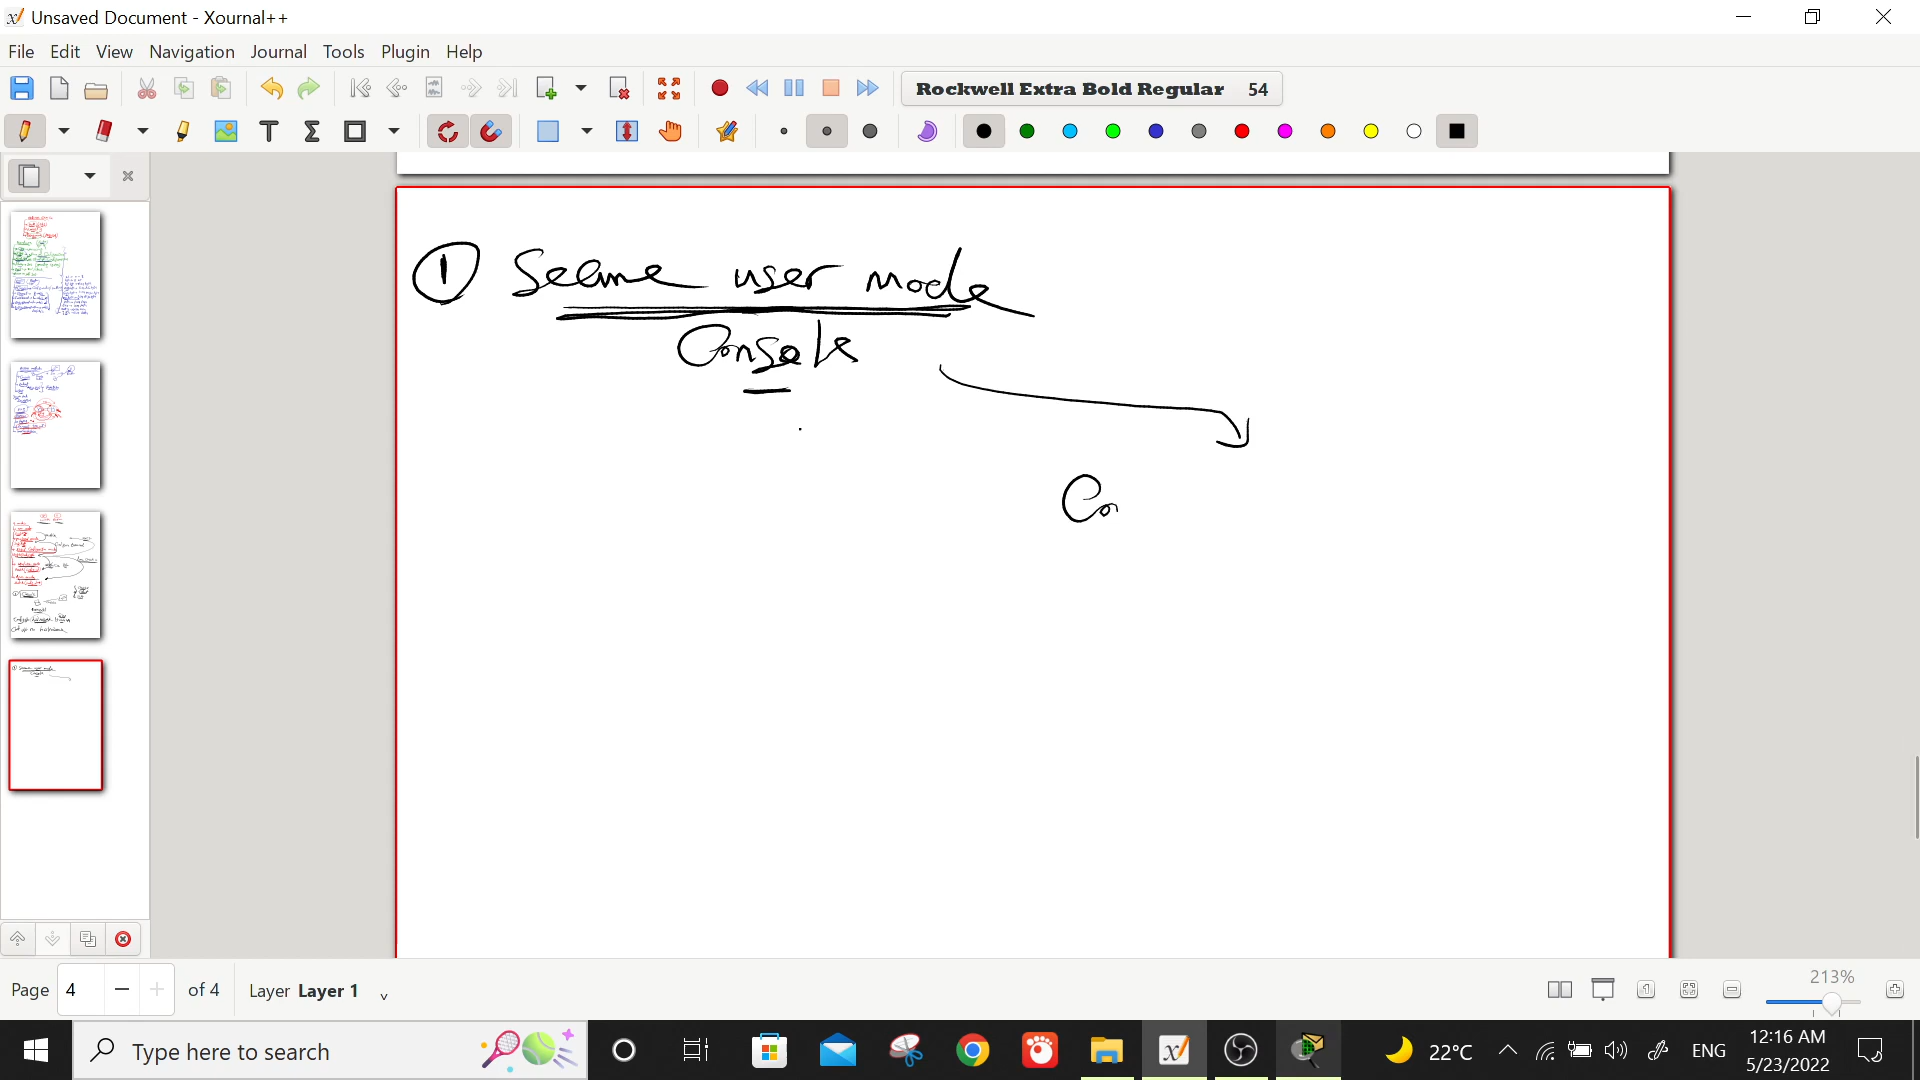 Unsaved Document - Xournal++
File Edit View Navigation Journal Tools Plugin Help
Rockwell Extra Bold Regular 54
① Secure user mode
Console
Co
Page 4 of 4 Layer Layer 1
213%
Type here to search
22°C
ENG
12:16 AM
5/23/2022